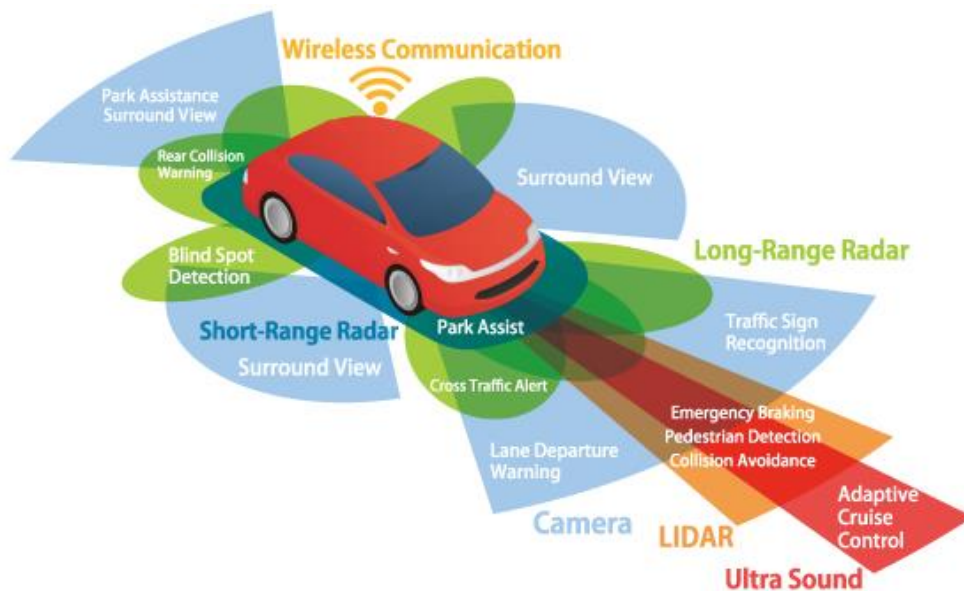 Wireless Communication
Park Assistance
Surround View
Rear Collision
Warning
Surround View
Blind Spot
Detection
Long-Range Radar
Short-Range Radar
Park Assist
Traffic Sign
Recognition
Surround View
Cross Traffic Alert
Emergency Braking
Pedestrian Detection
Collision Avoidance
Lane Departure
Warning
Adaptive
Cruise
Control
Camera
LIDAR
Ultra Sound